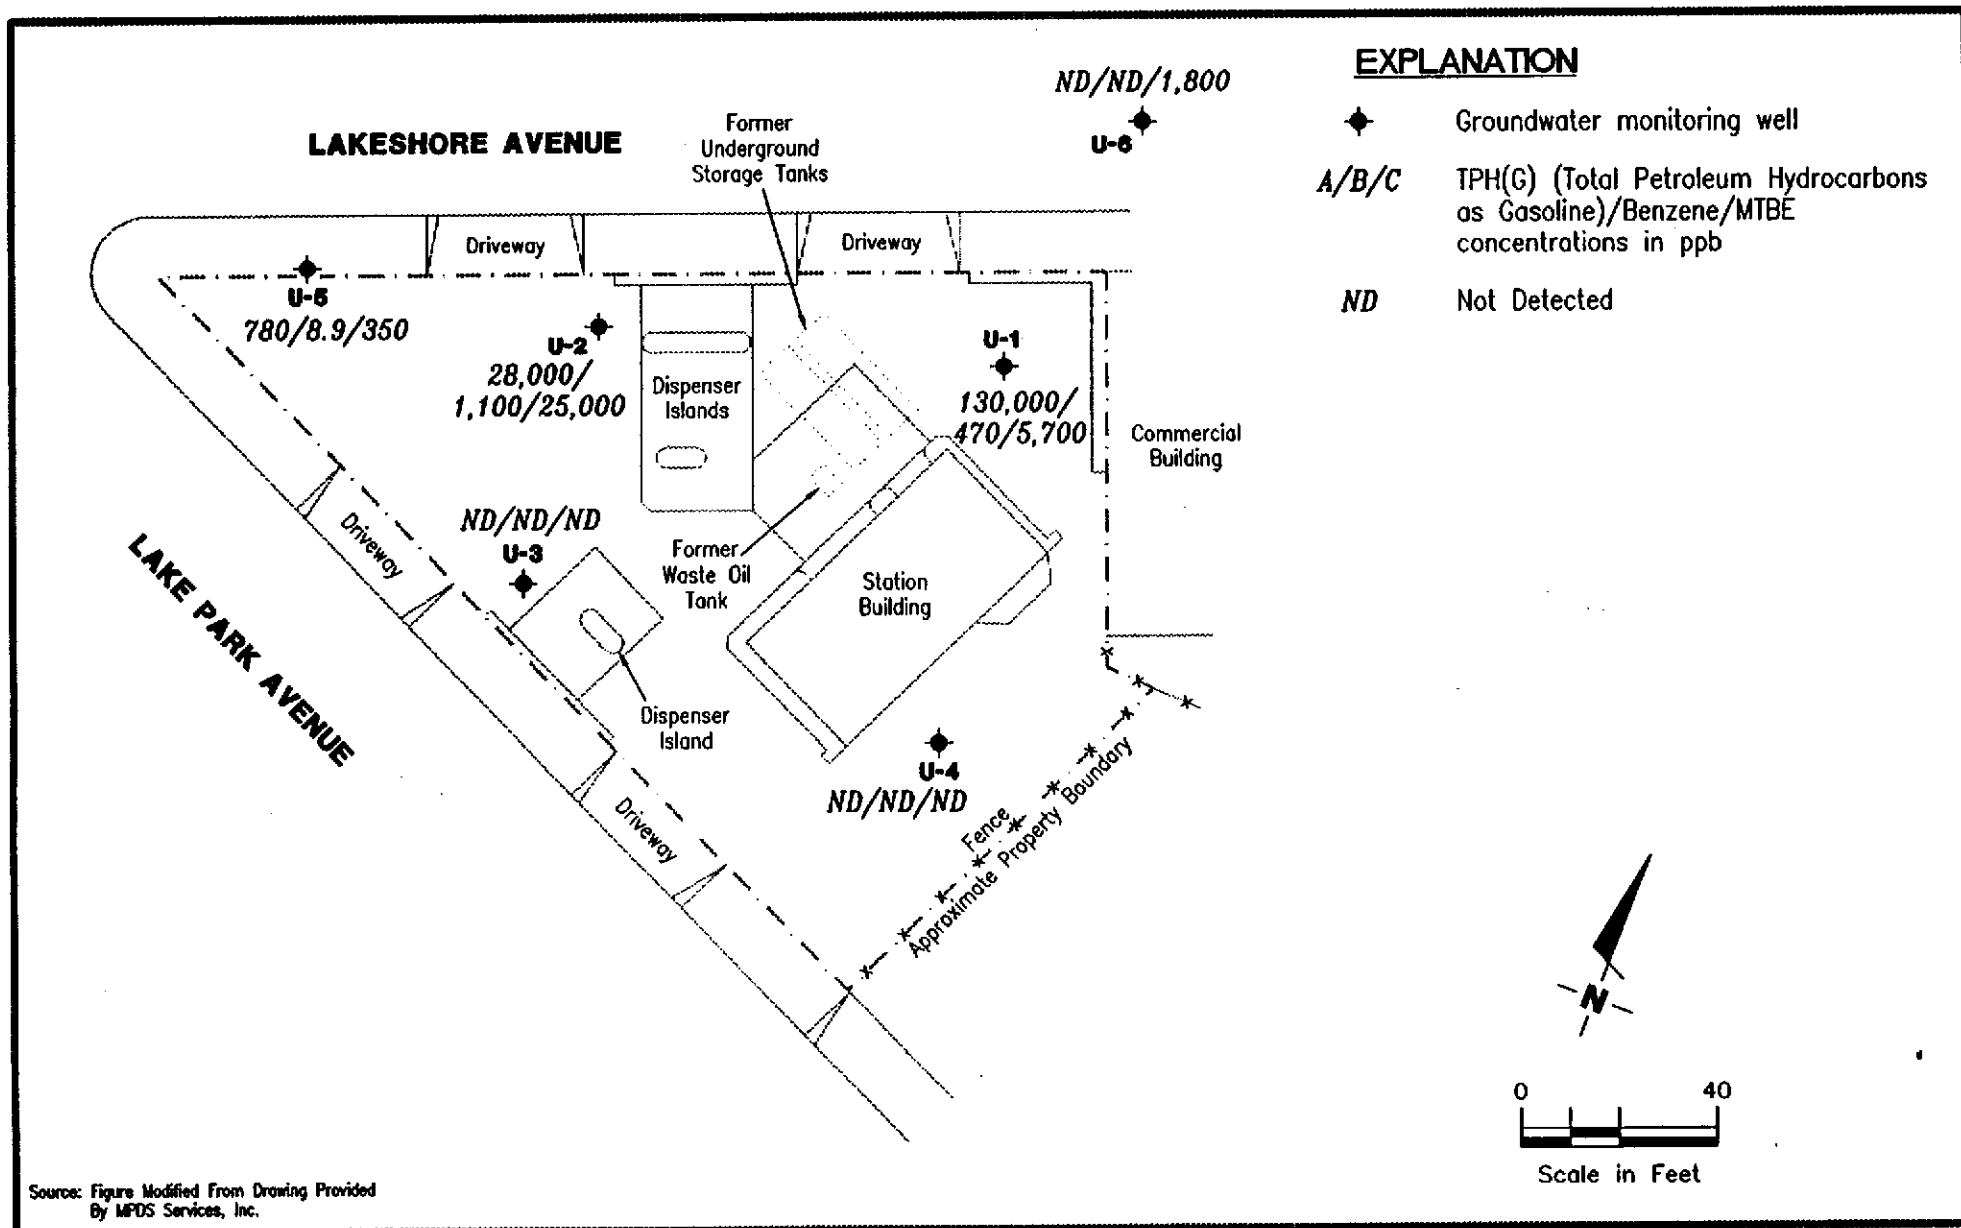 EXPLANATION
Groundwater monitoring well
A/B/C
TPH(G) (Total Petroleum Hydrocarbons
as Gasoline)/Benzene/MTBE
concentrations in ppb
ND
Not Detected
ND/ND/1,800
U-6
LAKESHORE AVENUE
Former
Underground
Storage Tanks
Driveway
Driveway
U-5
780/8.9/350
U-2
28,000/
1,100/25,000
Dispenser
Islands
U-1
130,000/
470/5,700
Commercial
Building
ND/ND/ND
U-3
Driveway
LAKE PARK AVENUE
Former
Waste Oil
Tank
Station
Building
Dispenser
Island
U-4
ND/ND/ND
Driveway
Fence
Approximate Property Boundary
N
0
40
Scale in Feet
Source: Figure Modified From Drawing Provided
By MPDS Services, Inc.